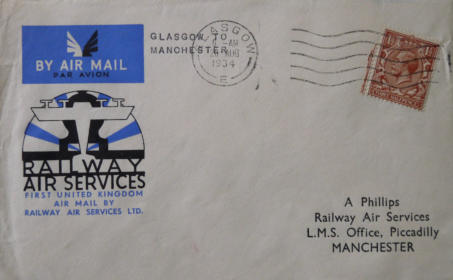 BY AIR MAIL
PAR AVION
GLASGOW TO
MANCHESTER
GLASGOW
AUG
1934
E
RAILWAY
AIR SERVICES
FIRST UNITED KINGDOM
AIR MAIL BY
RAILWAY AIR SERVICES LTD.
A Phillips
Railway Air Services
L.M.S. Office, Piccadilly
MANCHESTER